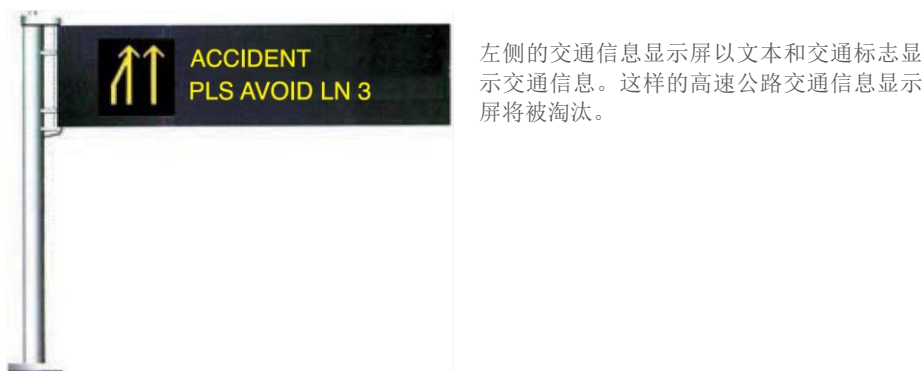 ACCIDENT
PLS AVOID LN 3
左侧的交通信息显示屏以文本和交通标志显
示交通信息。这样的高速公路交通信息显示
屏将被淘汰。